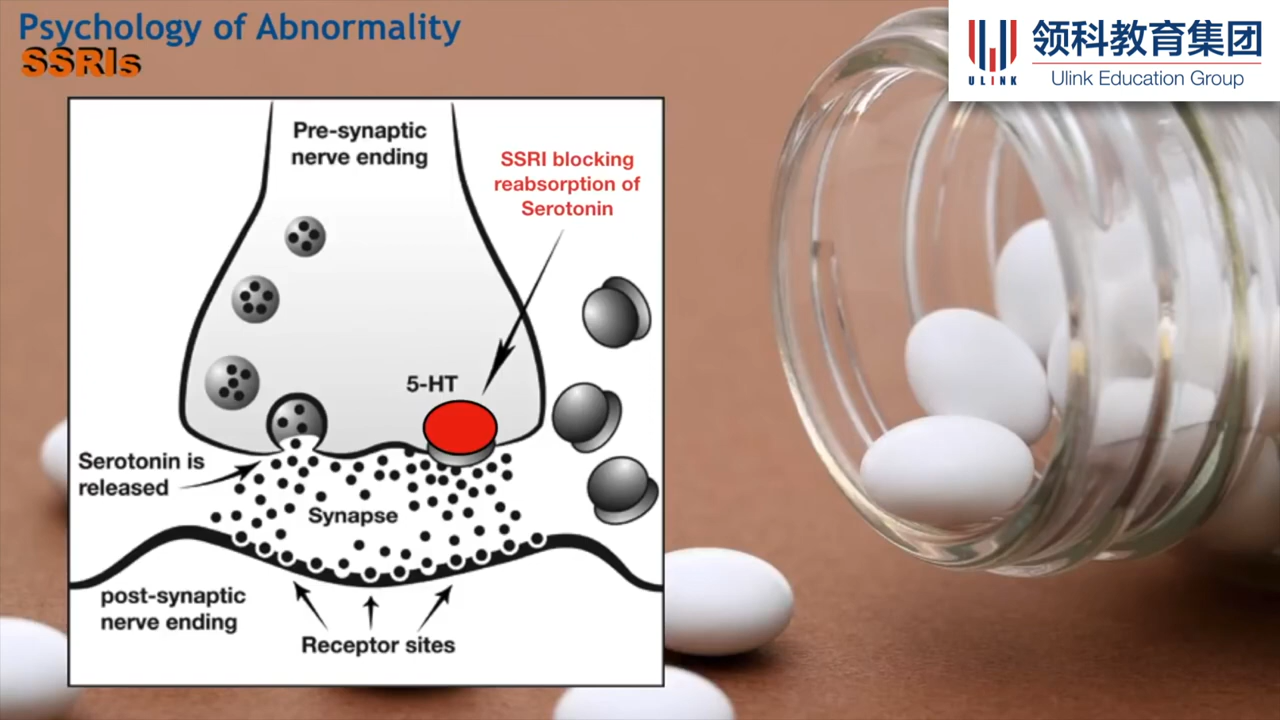 Psychology of Abnormality
SSRIs
ULINK
领科教育集团
Ulink Education Group
Pre-synaptic
nerve ending
SSRI blocking
reabsorption of
Serotonin
5-HT
Serotonin is
released
Synapse
post-synaptic
nerve ending
Receptor sites